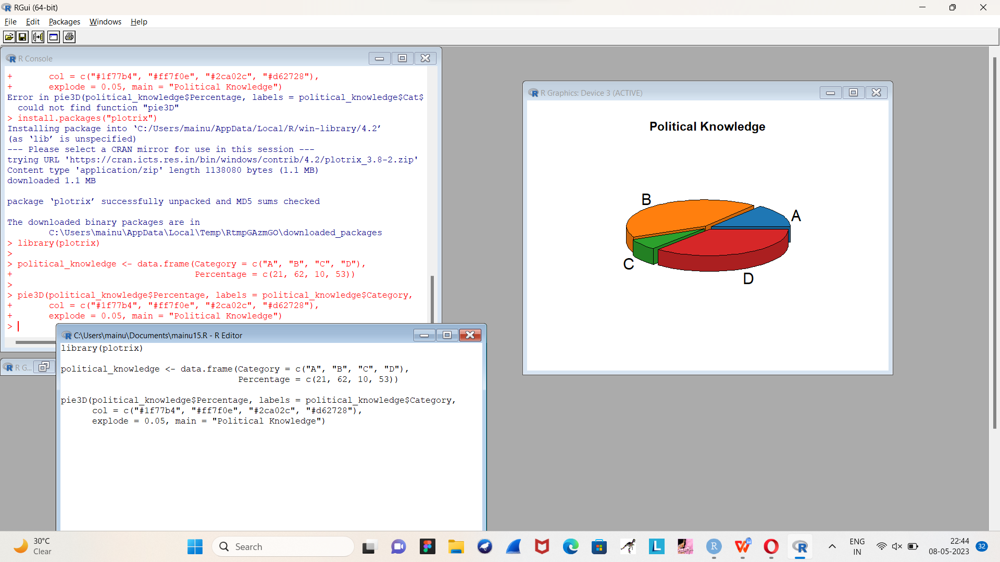 RGui (64-bit)
File Edit Packages Windows Help
R Console
+       col = c("#1f77b4", "#ff7f0e", "#2ca02c", "#d62728"),
+       explode = 0.05, main = "Political Knowledge")
Error in pie3D(political_knowledge$Percentage, labels = political_knowledge$Cat$
  could not find function "pie3D"
> install.packages("plotrix")
Installing package into ‘C:/Users/mainu/AppData/Local/R/win-library/4.2’
(as ‘lib’ is unspecified)
--- Please select a CRAN mirror for use in this session ---
trying URL 'https://cran.icts.res.in/bin/windows/contrib/4.2/plotrix_3.8-2.zip'
Content type 'application/zip' length 1138080 bytes (1.1 MB)
downloaded 1.1 MB
package ‘plotrix’ successfully unpacked and MD5 sums checked
The downloaded binary packages are in
        C:\Users\mainu\AppData\Local\Temp\RtmpGAzmGO\downloaded_packages
> library(plotrix)
>
> political_knowledge <- data.frame(Category = c("A", "B", "C", "D"),
+                                   Percentage = c(21, 62, 10, 53))
>
> pie3D(political_knowledge$Percentage, labels = political_knowledge$Category,
+       col = c("#1f77b4", "#ff7f0e", "#2ca02c", "#d62728"),
+       explode = 0.05, main = "Political Knowledge")
>
R G...
C:\Users\mainu\Documents\mainu15.R - R Editor
library(plotrix)
political_knowledge <- data.frame(Category = c("A", "B", "C", "D"),
                                  Percentage = c(21, 62, 10, 53))
pie3D(political_knowledge$Percentage, labels = political_knowledge$Category,
      col = c("#1f77b4", "#ff7f0e", "#2ca02c", "#d62728"),
      explode = 0.05, main = "Political Knowledge")
R Graphics: Device 3 (ACTIVE)
Political Knowledge
B
A
C
D
30°C
Clear
Search
ENG
IN
22:44
08-05-2023
32